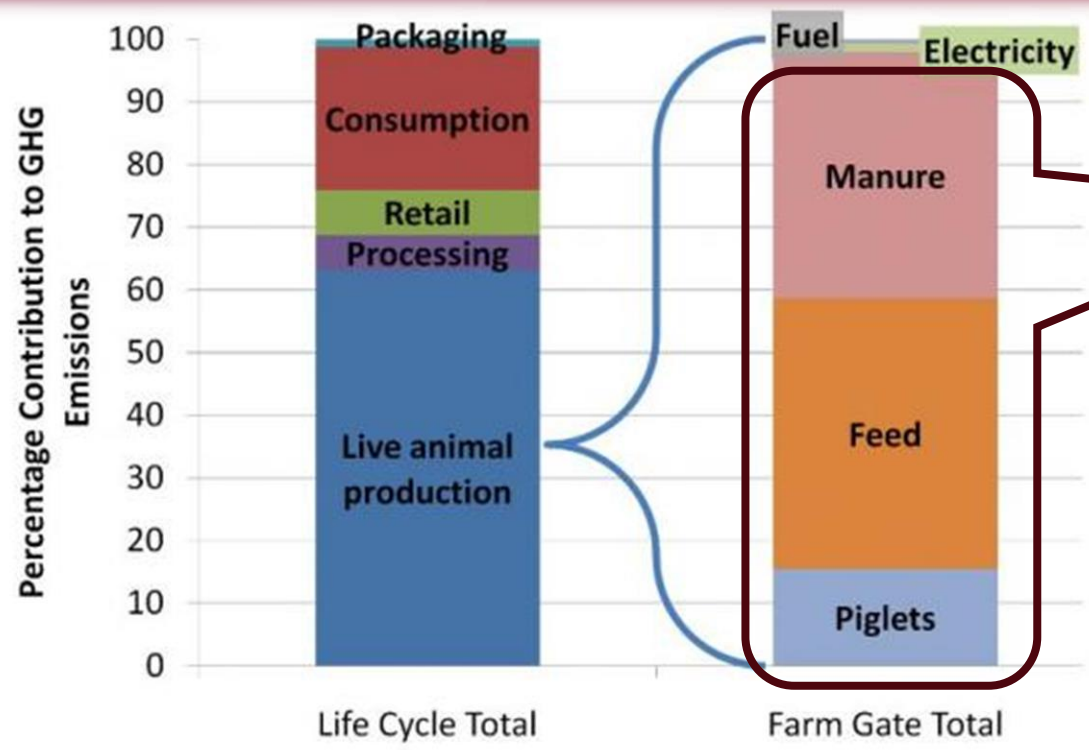 Percentage Contribution to GHG
Emissions
100
90
80
70
60
50
40
30
20
10
0
Packaging
Consumption
Retail
Processing
Live animal
production
Fuel
Electricity
Manure
Feed
Piglets
Life Cycle Total
Farm Gate Total